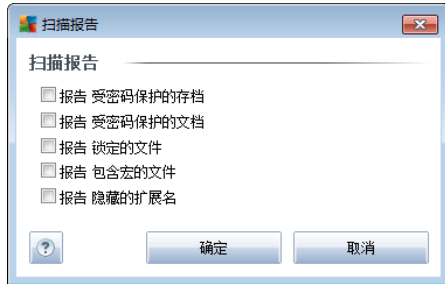 扫描报告
扫描报告
报告 受密码保护的存档
报告 受密码保护的文档
报告 锁定的文件
报告 包含宏的文件
报告 隐藏的扩展名
? 确定 取消